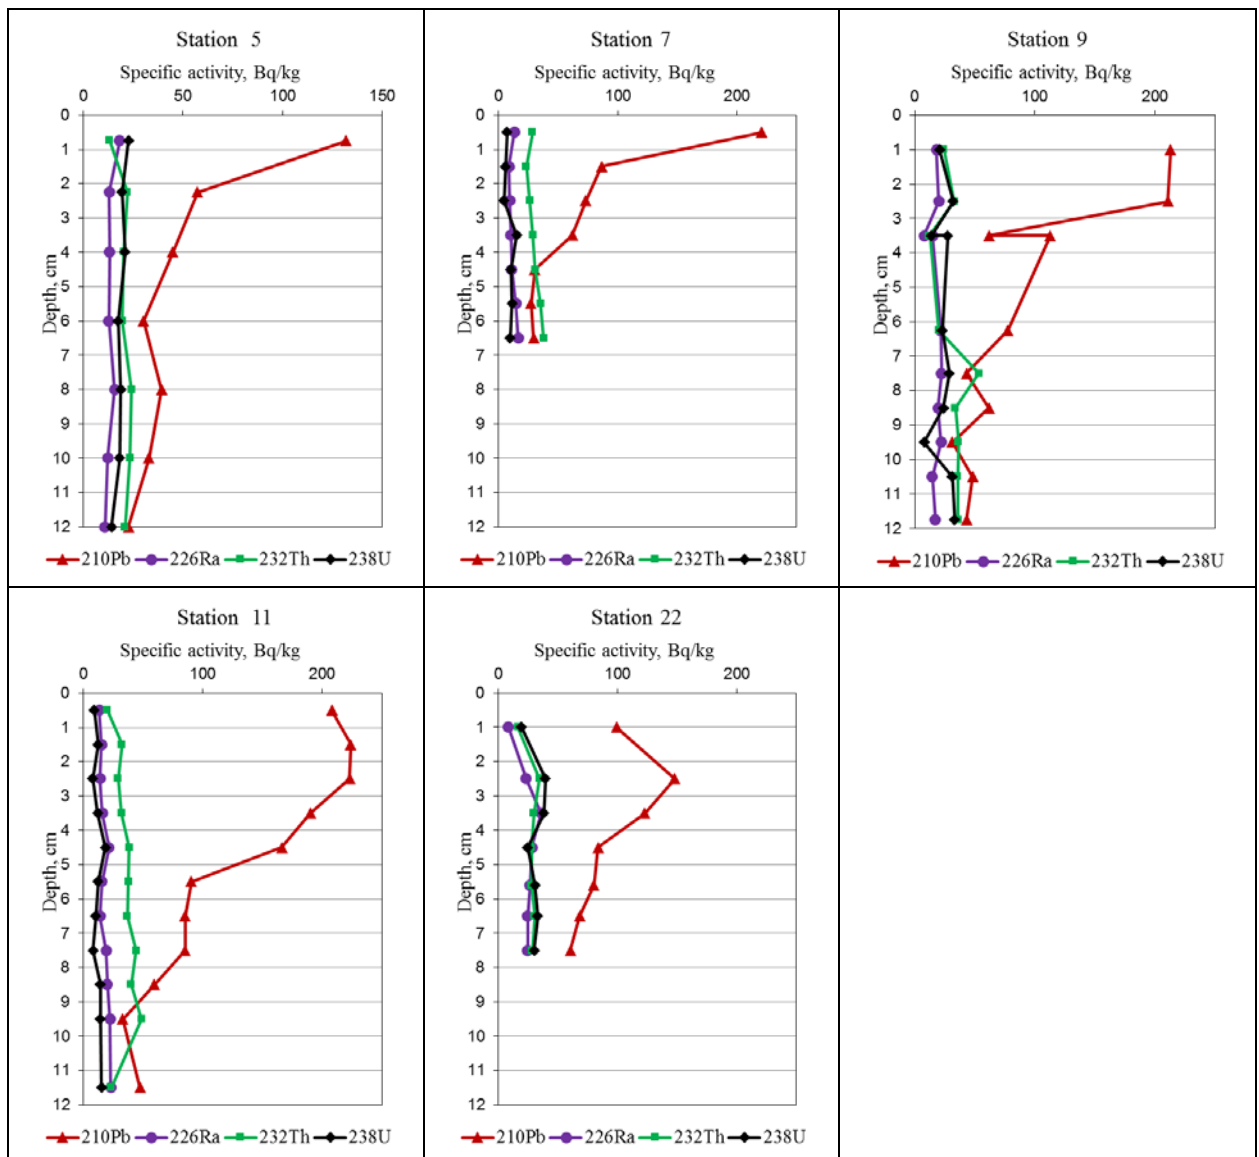 Station 5
Specific activity, Bq/kg
0 50 100 150
0
1
2
3
4
5
6
7
8
9
10
11
12
Depth, cm
210Pb 226Ra 232Th 238U
Station 7
Specific activity, Bq/kg
0 100 200
0
1
2
3
4
5
6
7
8
9
10
11
12
Depth, cm
210Pb 226Ra 232Th 238U
Station 9
Specific activity, Bq/kg
0 100 200
0
1
2
3
4
5
6
7
8
9
10
11
12
Depth, cm
210Pb 226Ra 232Th 238U
Station 11
Specific activity, Bq/kg
0 100 200
0
1
2
3
4
5
6
7
8
9
10
11
12
Depth, cm
210Pb 226Ra 232Th 238U
Station 22
Specific activity, Bq/kg
0 100 200
0
1
2
3
4
5
6
7
8
9
10
11
12
Depth, cm
210Pb 226Ra 232Th 238U